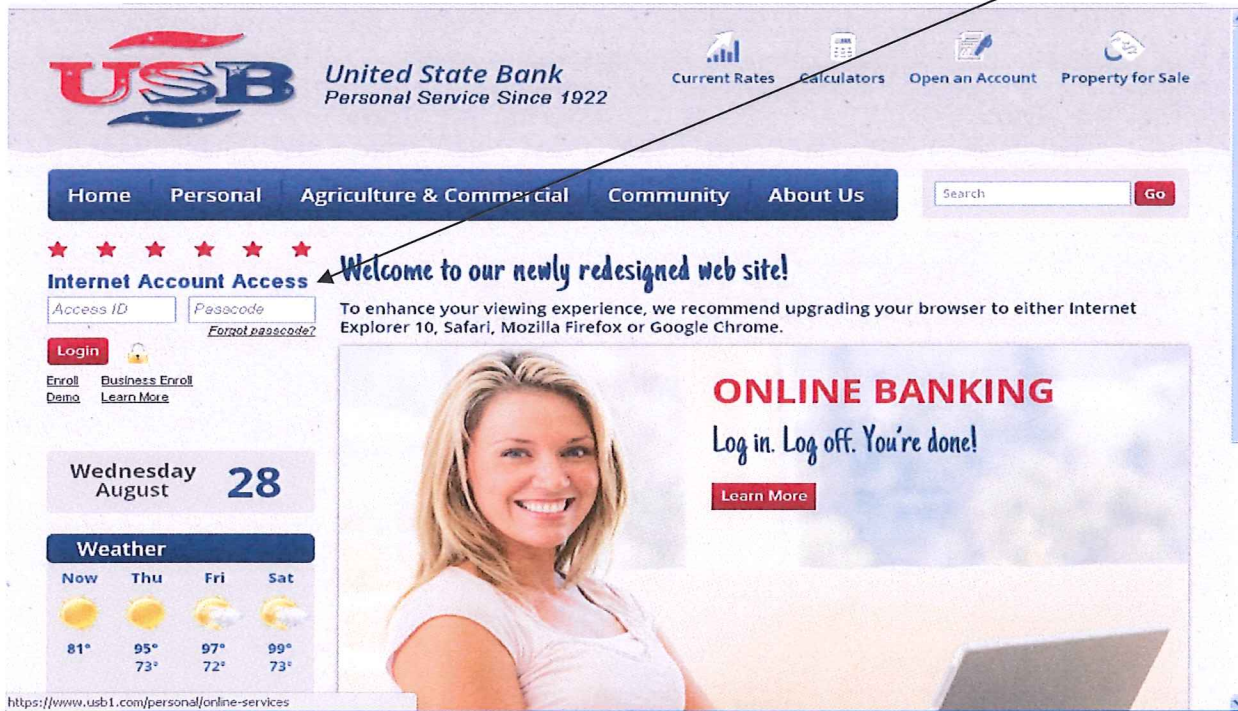 USB
United State Bank
Personal Service Since 1922
Current Rates
Calculators
Open an Account
Property for Sale
Home Personal Agriculture & Commercial Community About Us
Search
Go
Internet Account Access
Access ID
Passcode
Forgot passcode?
Login
Enroll Business Enroll
Demo Learn More
Welcome to our newly redesigned web site!
To enhance your viewing experience, we recommend upgrading your browser to either Internet
Explorer 10, Safari, Mozilla Firefox or Google Chrome.
ONLINE BANKING
Log in. Log off. You're done!
Learn More
Wednesday
August
28
Weather
Now Thu Fri Sat
81° 95° 97° 99°
73° 72° 73°
https://www.usb1.com/personal/online-services